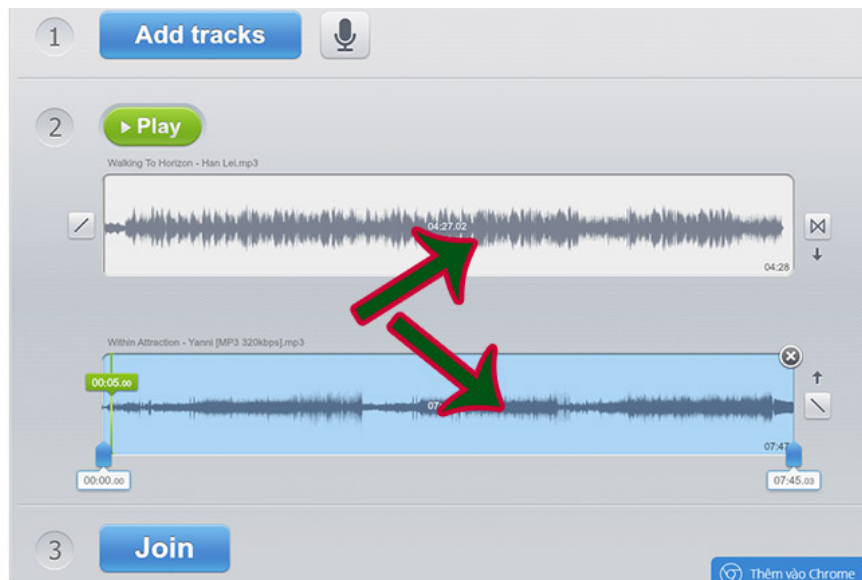 1
Add tracks
2
Play
Walking To Horizon - Han Lei.mp3
04:27.02
04:28
Within Attraction - Yanni [MP3 320kbps].mp3
00:05.00
07:47
00:00.00
07:45.03
3
Join
Thêm vào Chrome